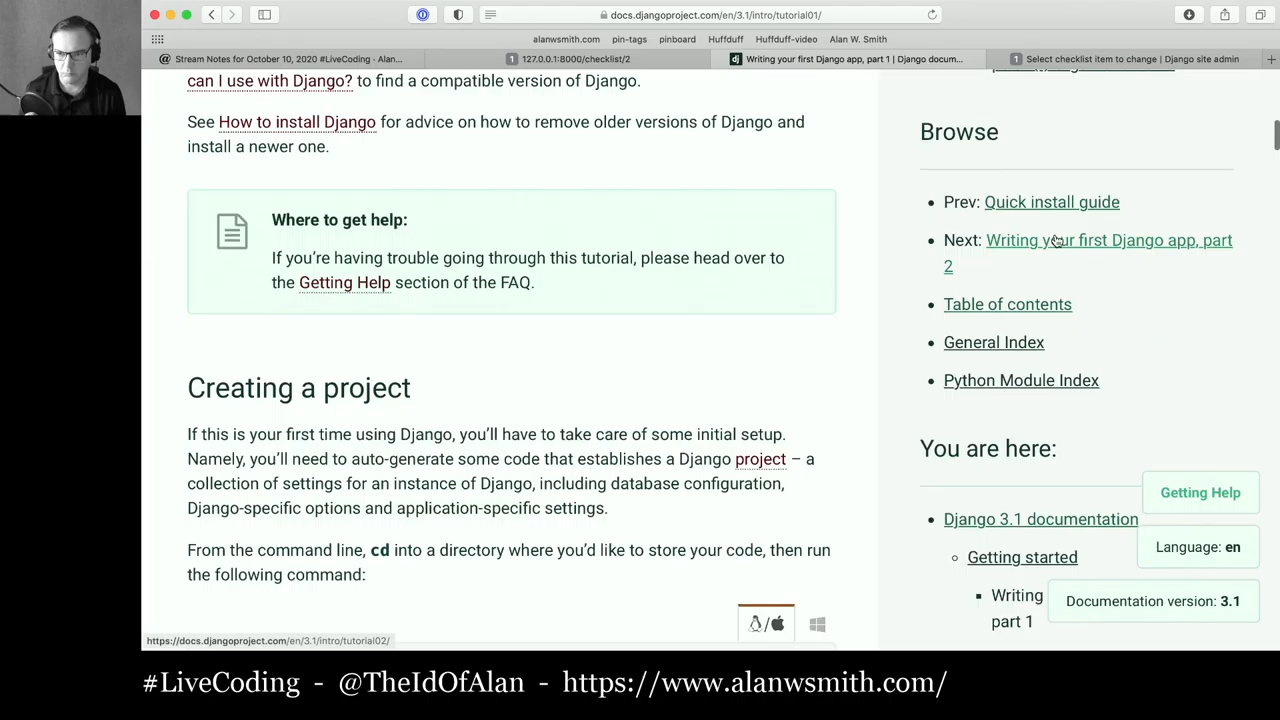 docs.djangoproject.com/en/3.1/intro/tutorial01/
alanwsmith.com pin-tags pinboard Huffduff Huffduff-video Alan W. Smith
Stream Notes for October 10, 2020 #LiveCoding - Alan...
1 127.0.0.1:8000/checklist/2
dj Writing your first Django app, part 1 | Django docum...
1 Select checklist item to change | Django site admin
can I use with Django? to find a compatible version of Django.
See How to install Django for advice on how to remove older versions of Django and
install a newer one.
Where to get help:
If you’re having trouble going through this tutorial, please head over to
the Getting Help section of the FAQ.
Creating a project
If this is your first time using Django, you’ll have to take care of some initial setup.
Namely, you’ll need to auto-generate some code that establishes a Django project – a
collection of settings for an instance of Django, including database configuration,
Django-specific options and application-specific settings.
From the command line, cd into a directory where you’d like to store your code, then run
the following command:
/
https://docs.djangoproject.com/en/3.1/intro/tutorial02/
Browse
Prev: Quick install guide
Next: Writing your first Django app, part
2
Table of contents
General Index
Python Module Index
You are here:
Django 3.1 documentation
Getting started
Writing
part 1
Getting Help
Language: en
Documentation version: 3.1
#LiveCoding - @TheIdOfAlan - https://www.alanwsmith.com/